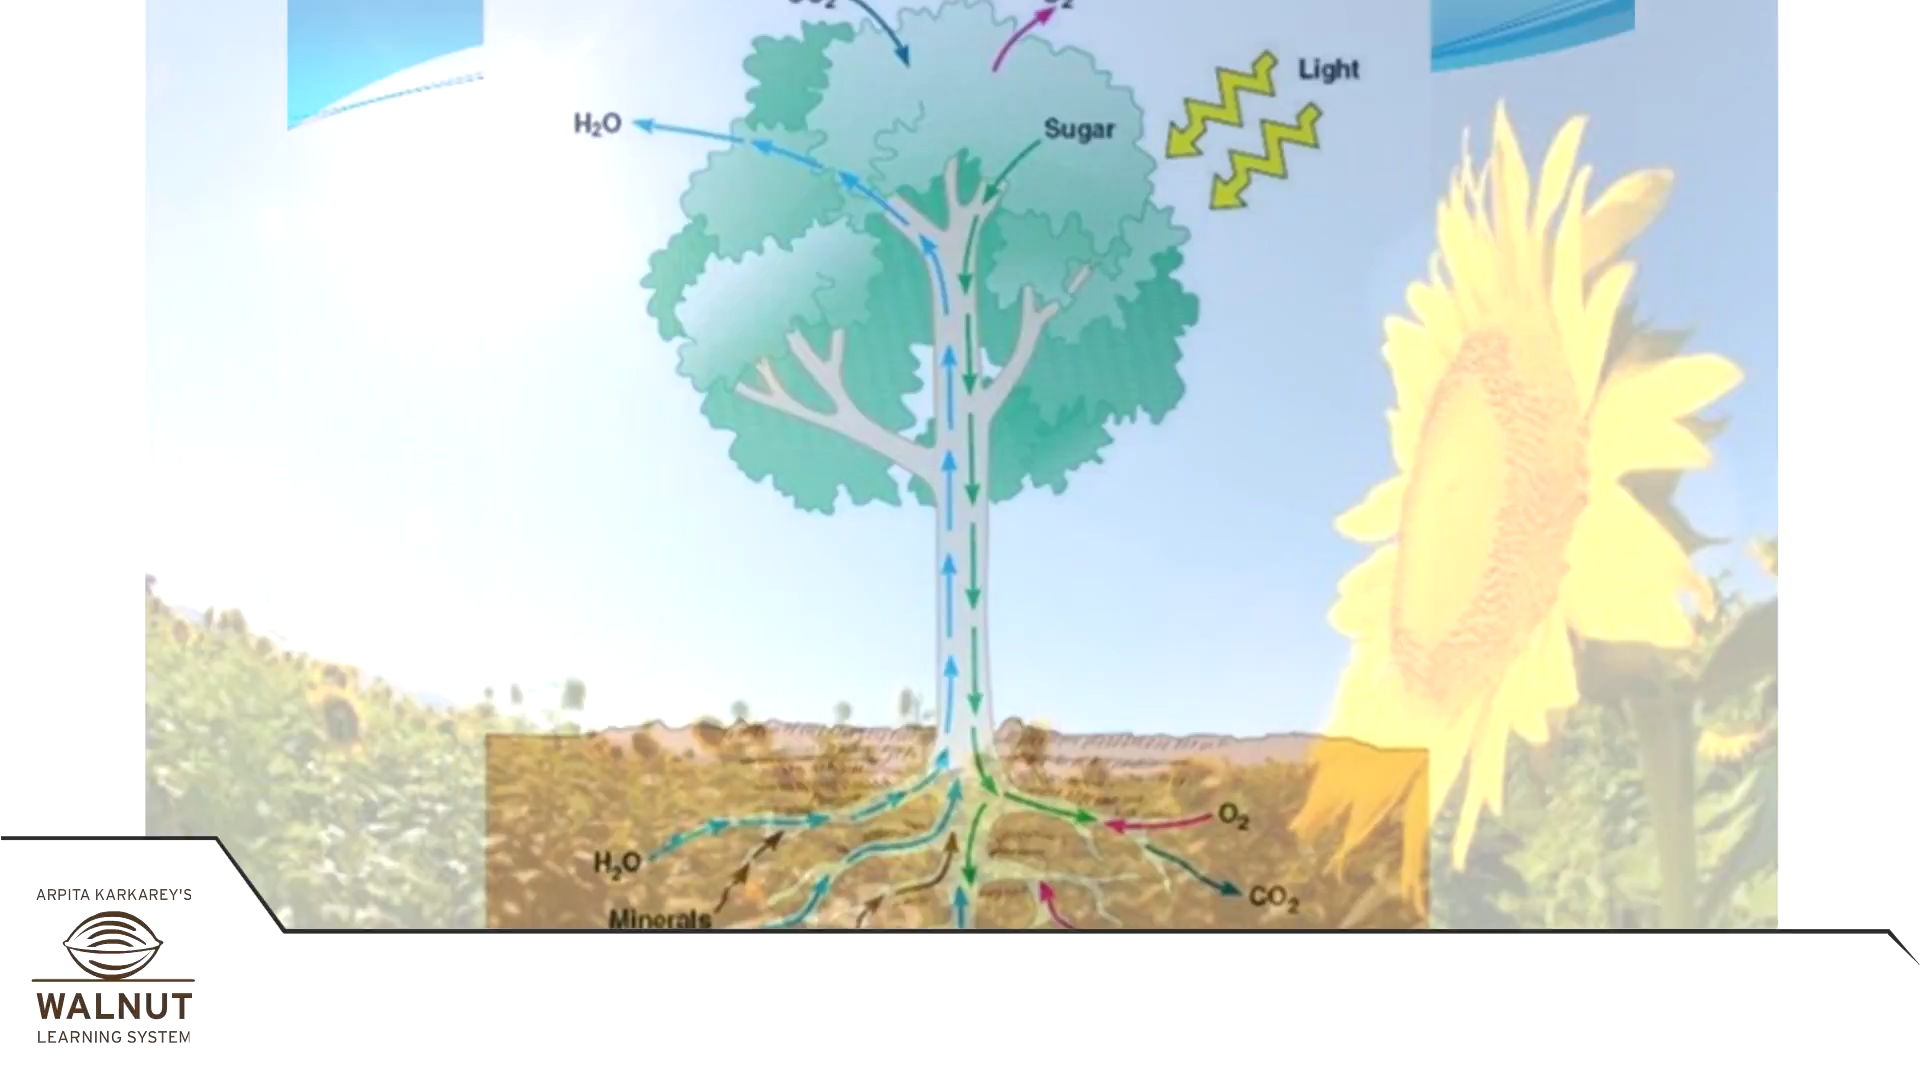 Light
H₂O
Sugar
O₂
H₂O
CO₂
Minerals
ARPITA KARKAREY'S
WALNUT
LEARNING SYSTEM